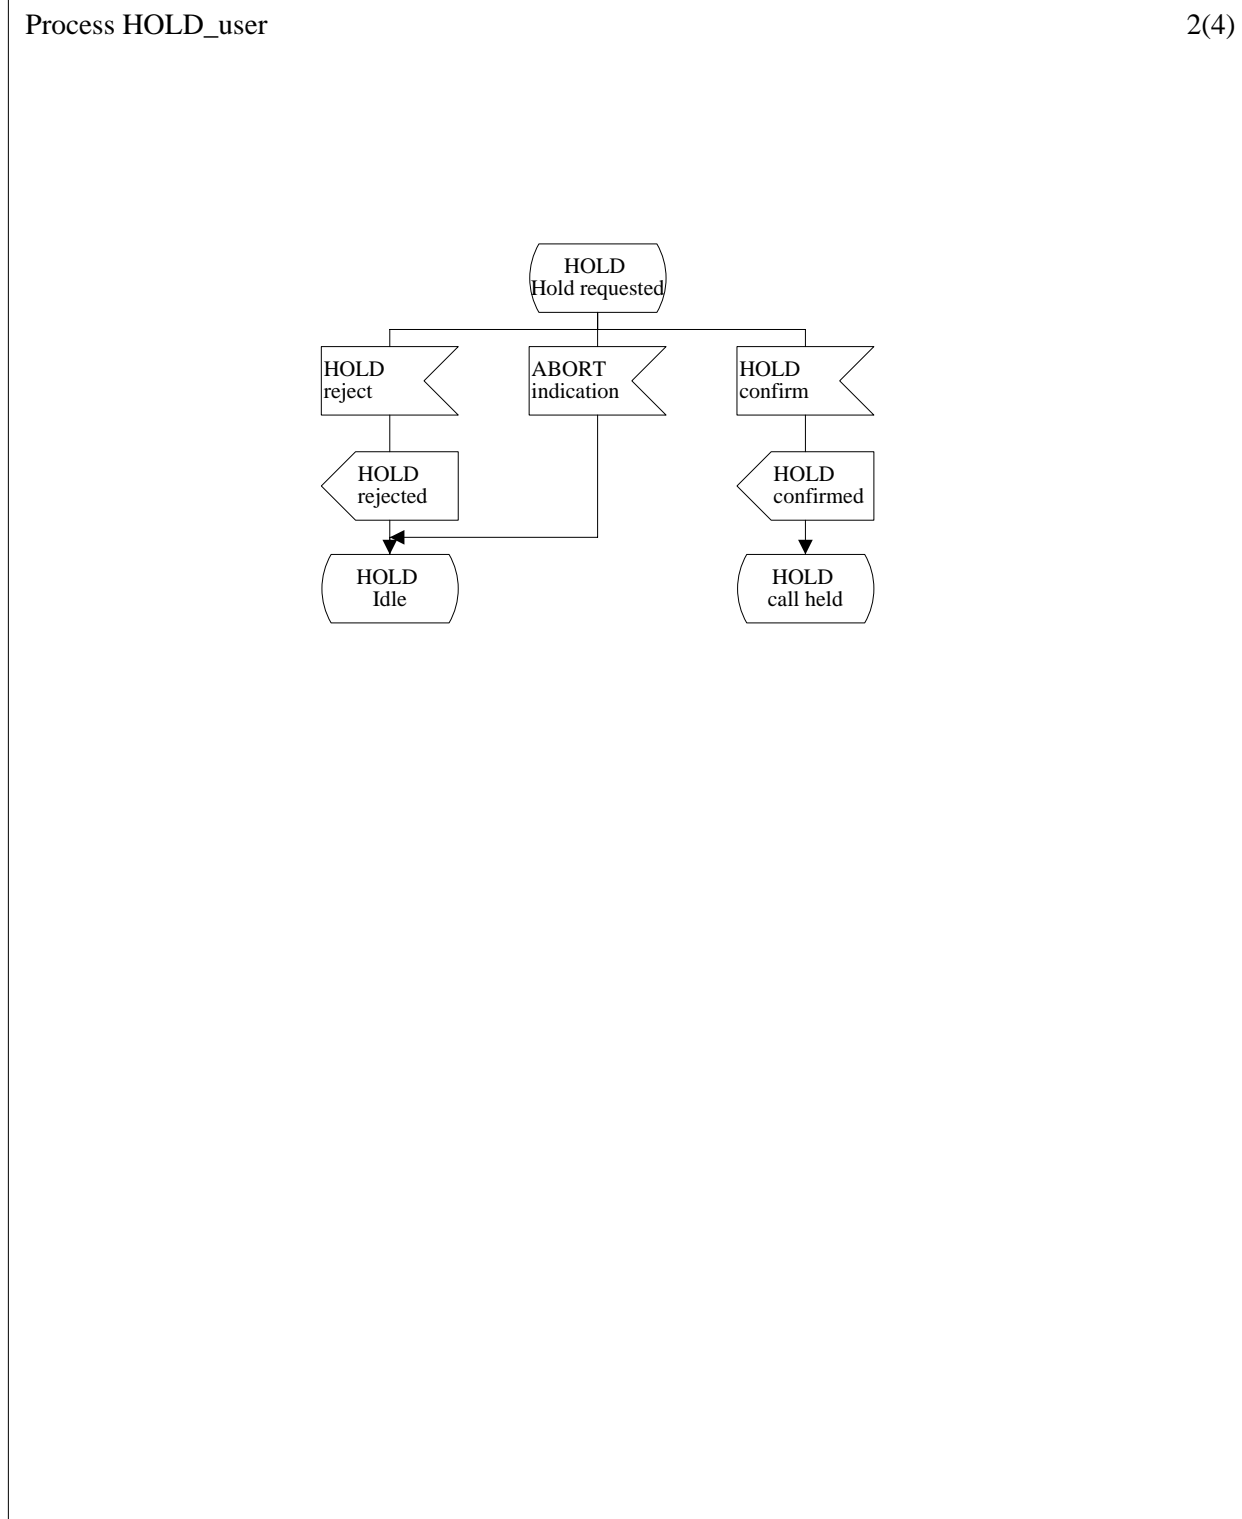 Process HOLD_user
2(4)
HOLD
Hold requested
HOLD
reject
ABORT
indication
HOLD
confirm
HOLD
rejected
HOLD
confirmed
HOLD
Idle
HOLD
call held